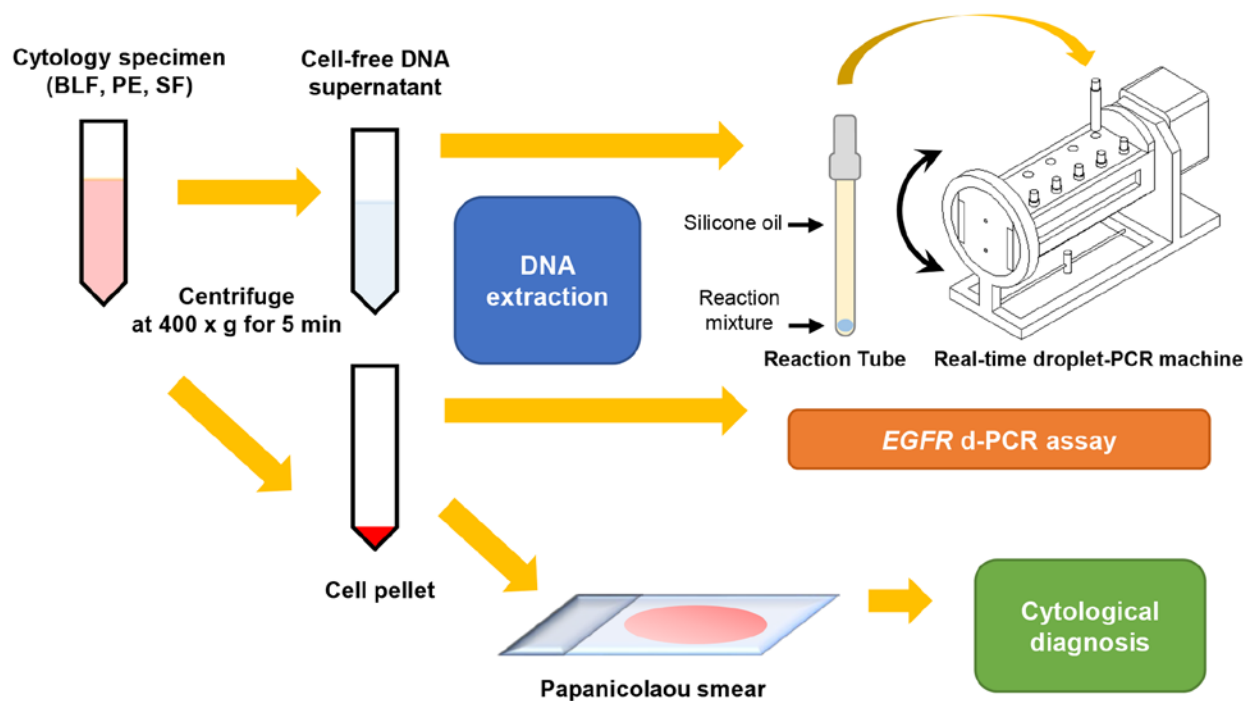 Cytology specimen
(BLF, PE, SF)
Cell-free DNA
supernatant
Centrifuge
at 400 x g for 5 min
DNA
extraction
Silicone oil
Reaction
mixture
Reaction Tube
Real-time droplet-PCR machine
EGFR d-PCR assay
Cell pellet
Papanicolaou smear
Cytological
diagnosis